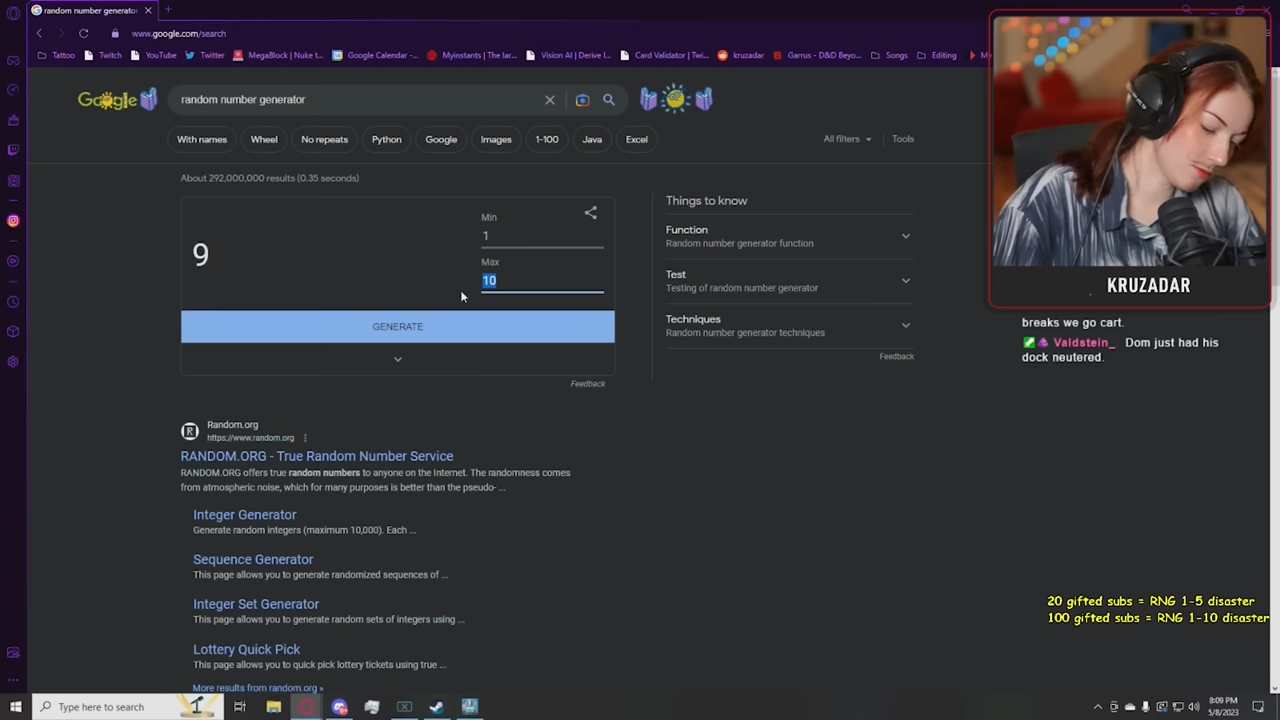 random number generator
www.google.com/search
Tattoo
Twitch
YouTube
Twitter
MegaBlock | Nuke t...
Google Calendar -...
Myinstants | The lar...
Vision AI | Derive I...
Card Validator | Twi...
kruzadar
Garrus - D&D Beyo...
Songs
Editing
Google
random number generator
With names
Wheel
No repeats
Python
Google
Images
1-100
Java
Excel
All filters
Tools
About 292,000,000 results (0.35 seconds)
9
Min
1
Max
10
GENERATE
Feedback
Things to know
Function
Random number generator function
Test
Testing of random number generator
Techniques
Random number generator techniques
Feedback
Random.org
https://www.random.org
RANDOM.ORG - True Random Number Service
RANDOM.ORG offers true random numbers to anyone on the Internet. The randomness comes
from atmospheric noise, which for many purposes is better than the pseudo- ...
Integer Generator
Generate random integers (maximum 10,000). Each ...
Sequence Generator
This page allows you to generate randomized sequences of ...
Integer Set Generator
This page allows you to generate random sets of integers using ...
Lottery Quick Pick
This page allows you to quick pick lottery tickets using true ...
More results from random.org »
KRUZADAR
breaks we go cart.
Valdstein_ Dom just had his
dock neutered.
20 gifted subs = RNG 1-5 disaster
100 gifted subs = RNG 1-10 disaster
Type here to search
8:09 PM
5/8/2023